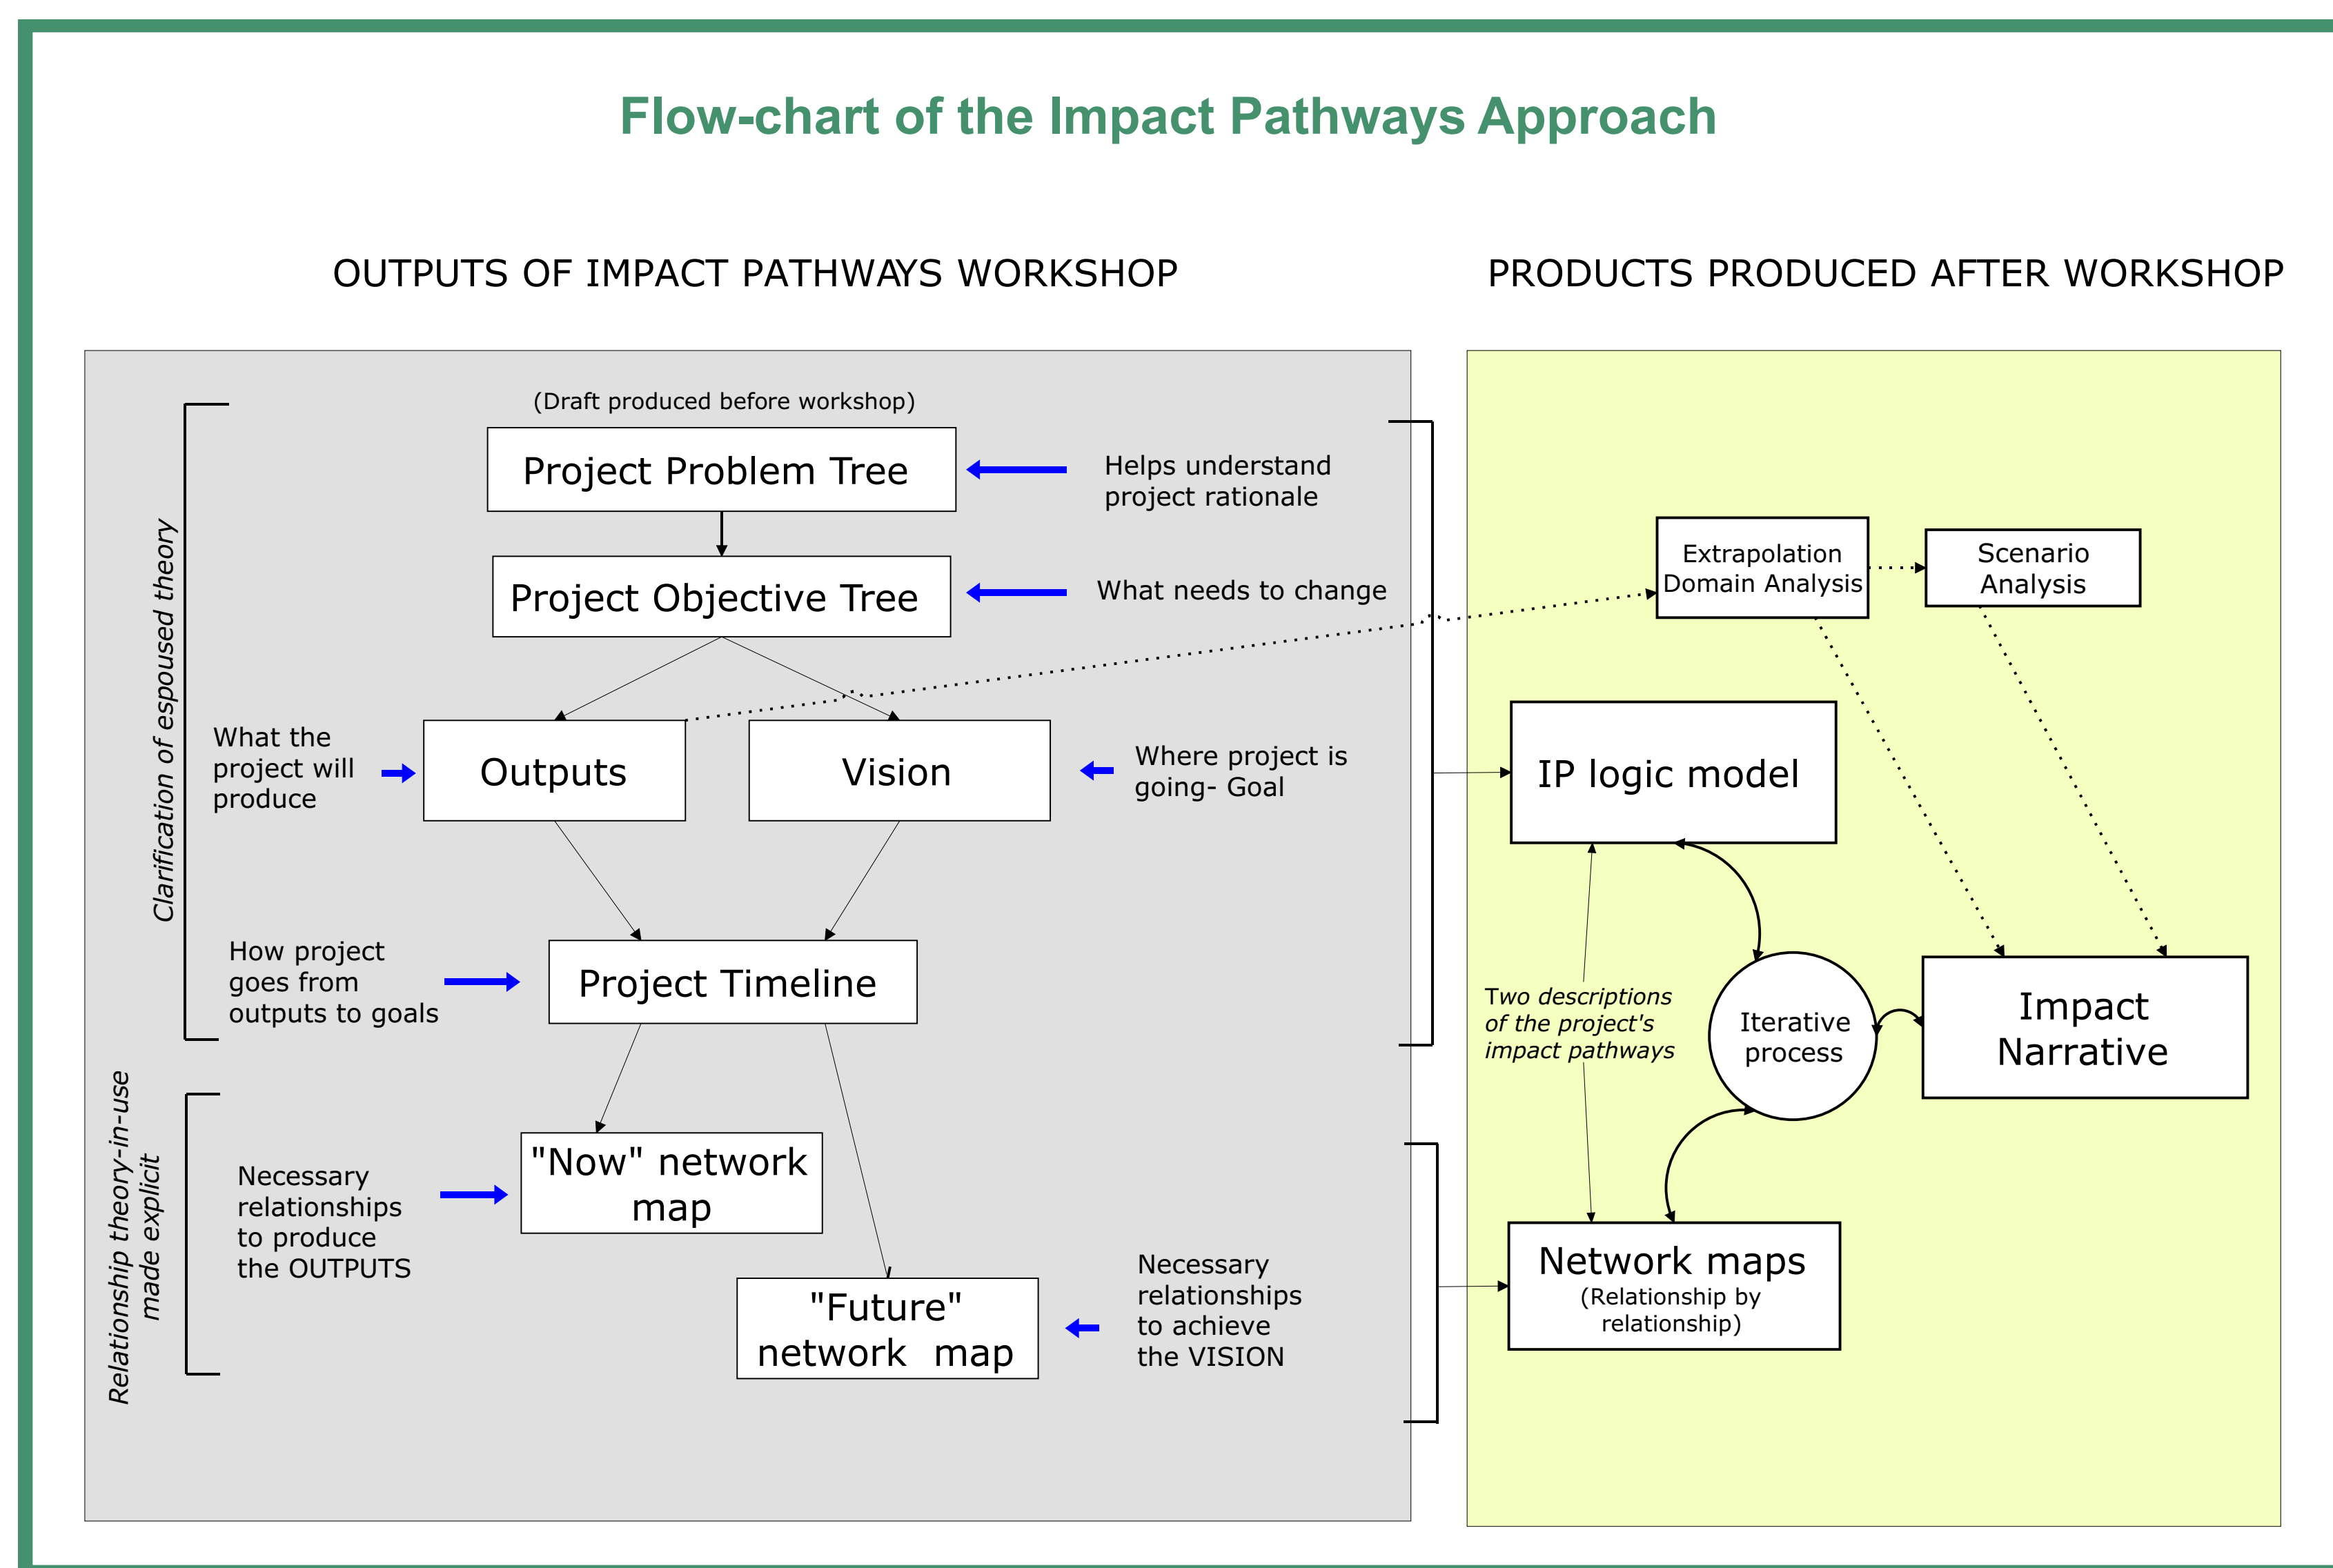 Flow-chart of the Impact Pathways Approach
OUTPUTS OF IMPACT PATHWAYS WORKSHOP
PRODUCTS PRODUCED AFTER WORKSHOP
(Draft produced before workshop)
Project Problem Tree
Helps understand
project rationale
Project Objective Tree
What needs to change
Clarification of espoused theory
What the
project will
produce
Outputs
Vision
Where project is
going- Goal
How project
goes from
outputs to goals
Project Timeline
Relationship theory-in-use
made explicit
Necessary
relationships
to produce
the OUTPUTS
"Now" network
map
"Future"
network  map
Necessary
relationships
to achieve
the VISION
Extrapolation
Domain Analysis
Scenario
Analysis
IP logic model
Two descriptions
of the project's
impact pathways
Iterative
process
Impact
Narrative
Network maps
(Relationship by
relationship)